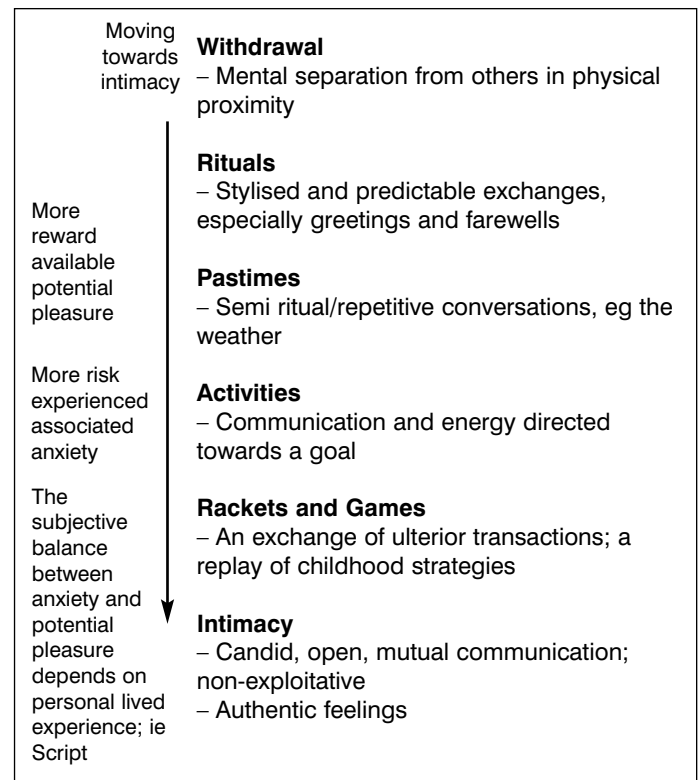 Moving
towards
intimacy
More
reward
available
potential
pleasure
More risk
experienced
associated
anxiety
The
subjective
balance
between
anxiety and
potential
pleasure
depends on
personal lived
experience; ie
Script
Withdrawal
– Mental separation from others in physical
proximity
Rituals
– Stylised and predictable exchanges,
especially greetings and farewells
Pastimes
– Semi ritual/repetitive conversations, eg the
weather
Activities
– Communication and energy directed
towards a goal
Rackets and Games
– An exchange of ulterior transactions; a
replay of childhood strategies
Intimacy
– Candid, open, mutual communication;
non-exploitative
– Authentic feelings